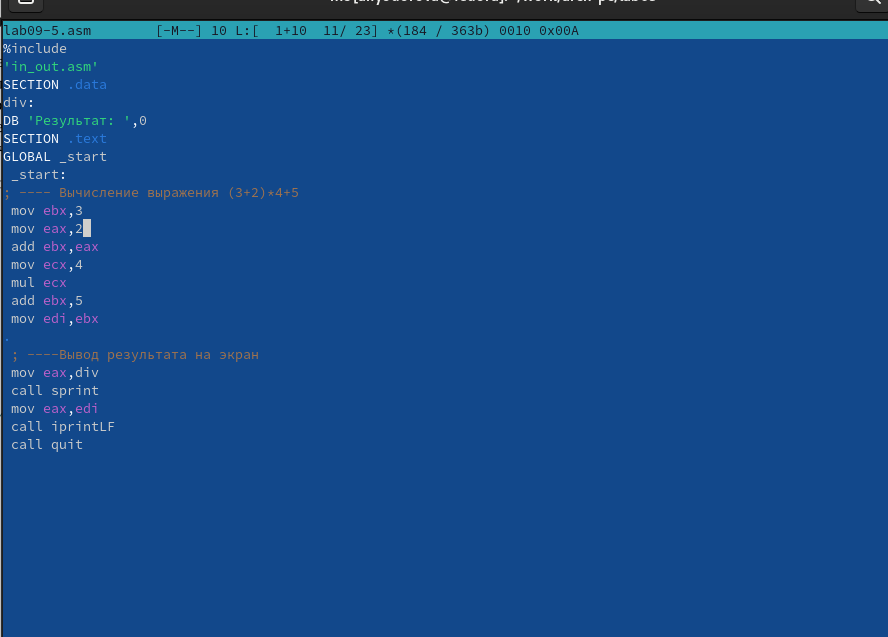 lab09-5.asm [-M--] 10 L:[ 1+10 11/ 23] *(184 / 363b) 0010 0x00A
%include
'in_out.asm'
SECTION .data
div:
DB 'Результат: ',0
SECTION .text
GLOBAL _start
_start:
; ---- Вычисление выражения (3+2)*4+5
mov ebx,3
mov eax,2
add ebx,eax
mov ecx,4
mul ecx
add ebx,5
mov edi,ebx
.
; ----Вывод результата на экран
mov eax,div
call sprint
mov eax,edi
call iprintLF
call quit